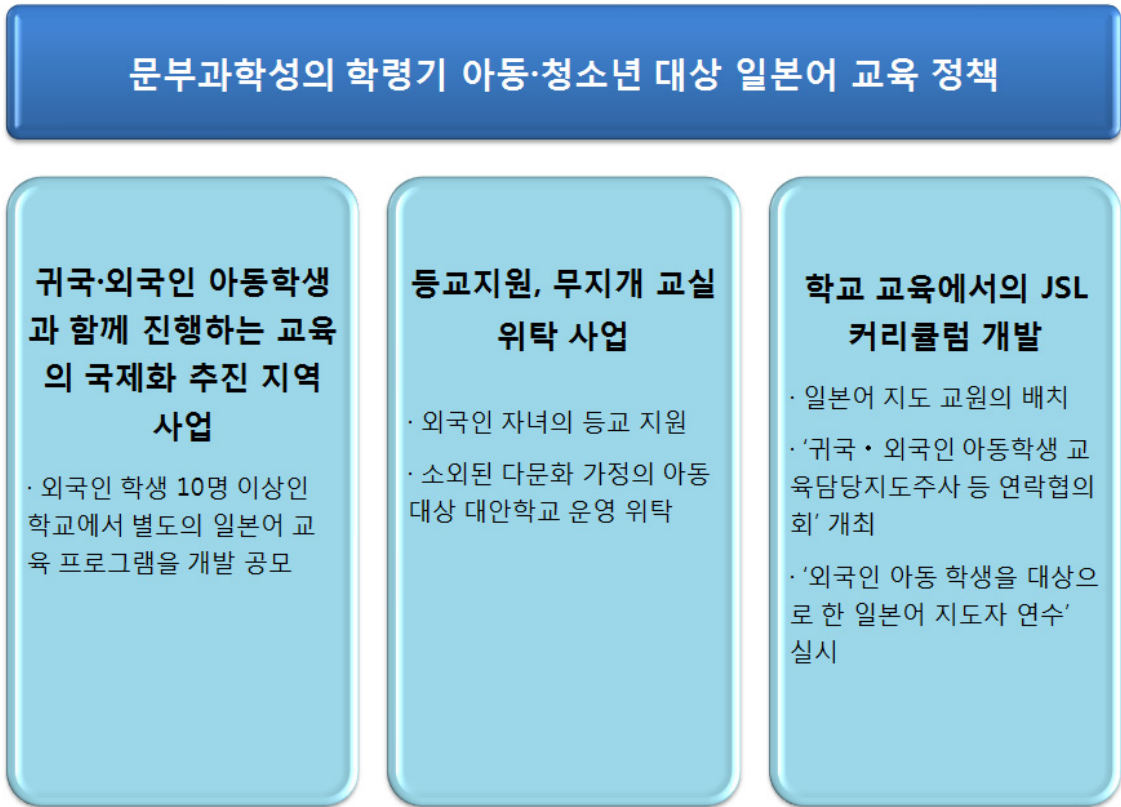 문부과학성의 학령기 아동·청소년 대상 일본어 교육 정책
귀국·외국인 아동학생
과 함께 진행하는 교육
의 국제화 추진 지역
사업
· 외국인 학생 10명 이상인
학교에서 별도의 일본어 교
육 프로그램을 개발 공모
등교지원, 무지개 교실
위탁 사업
· 외국인 자녀의 등교 지원
· 소외된 다문화 가정의 아동
대상 대안학교 운영 위탁
학교 교육에서의 JSL
커리큘럼 개발
· 일본어 지도 교원의 배치
· ‘귀국・외국인 아동학생 교
육담당지도주사 등 연락협의
회’ 개최
· ‘외국인 아동 학생을 대상으
로 한 일본어 지도자 연수’
실시